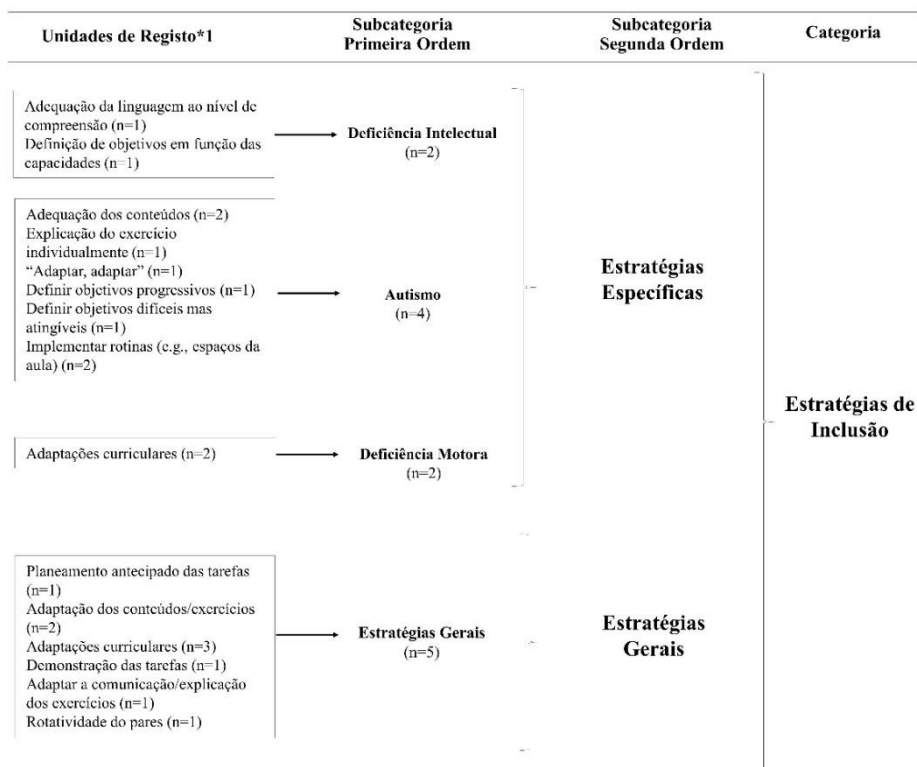 Unidades de Registo*1
Subcategoria
Primeira Ordem
Subcategoria
Segunda Ordem
Categoria
Adequação da linguagem ao nível de
compreensão (n=1)
Definição de objetivos em função das
capacidades (n=1)
Deficiência Intelectual
(n=2)
Adequação dos conteúdos (n=2)
Explicação do exercício
individualmente (n=1)
“Adaptar, adaptar” (n=1)
Definir objetivos progressivos (n=1)
Definir objetivos difíceis mas
atingíveis (n=1)
Implementar rotinas (e.g., espaços da
aula) (n=2)
Autismo
(n=4)
Estratégias
Específicas
Adaptações curriculares (n=2)
Deficiência Motora
(n=2)
Estratégias de
Inclusão
Planeamento antecipado das tarefas
(n=1)
Adaptação dos conteúdos/exercícios
(n=2)
Adaptações curriculares (n=3)
Demonstração das tarefas (n=1)
Adaptar a comunicação/explicação
dos exercícios (n=1)
Rotatividade do pares (n=1)
Estratégias Gerais
(n=5)
Estratégias
Gerais